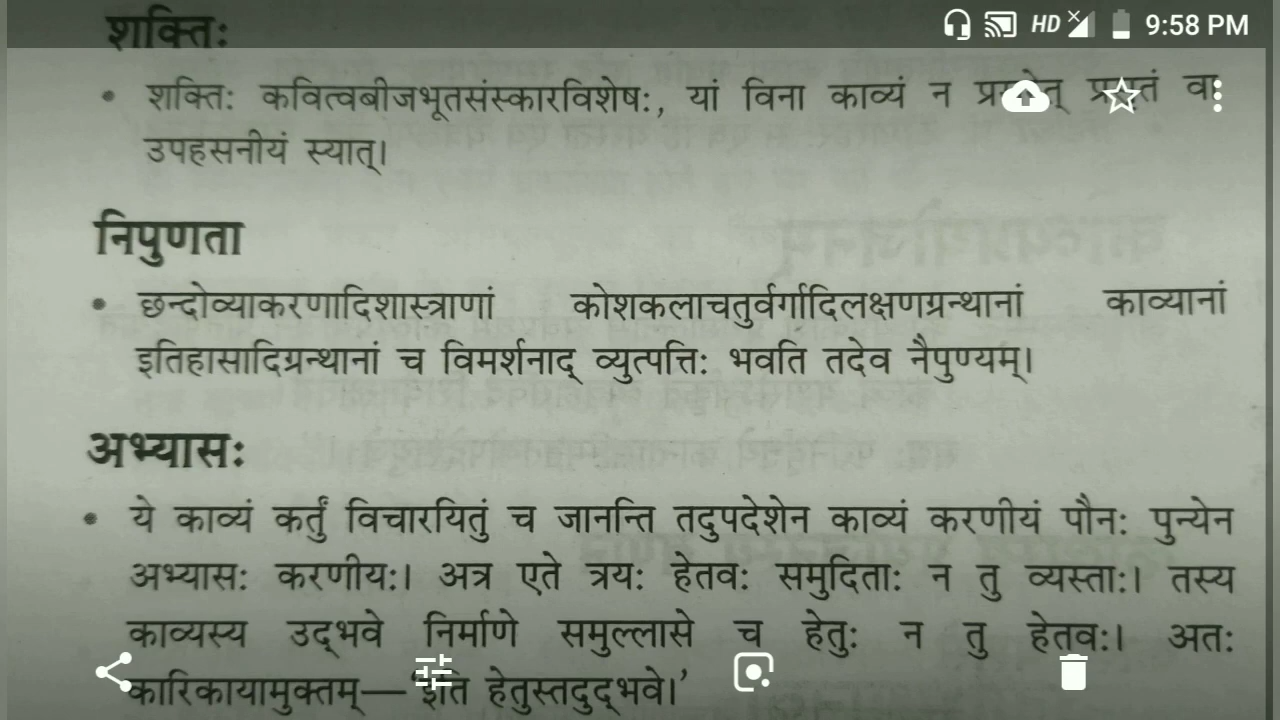 HD 9:58 PM
शक्तिः
• शक्तिः कवित्वबीजभूतसंस्कारविशेषः, यां विना काव्यं न वा
उपहसनीयं स्यात्।
निपुणता
• छन्दोव्याकरणादिशास्त्राणां कोशकलाचतुर्वर्गादिलक्षणग्रन्थानां काव्यानां
इतिहासादिग्रन्थानां च विमर्शनाद् व्युत्पत्तिः भवति तदेव नैपुण्यम्।
अभ्यासः
• ये काव्यं कर्तुं विचारयितुं च जानन्ति तदुपदेशेन काव्यं करणीयं पौनः पुन्येन
अभ्यासः करणीयः। अत्र एते त्रयः हेतवः समुदिताः न तु व्यस्ताः। तस्य
काव्यस्य उद्भवे निर्माणे समुल्लासे च हेतुः न तु हेतवः। अतः
कारिकायामुक्तम्—'इति हेतुस्तदुद्भवे।'